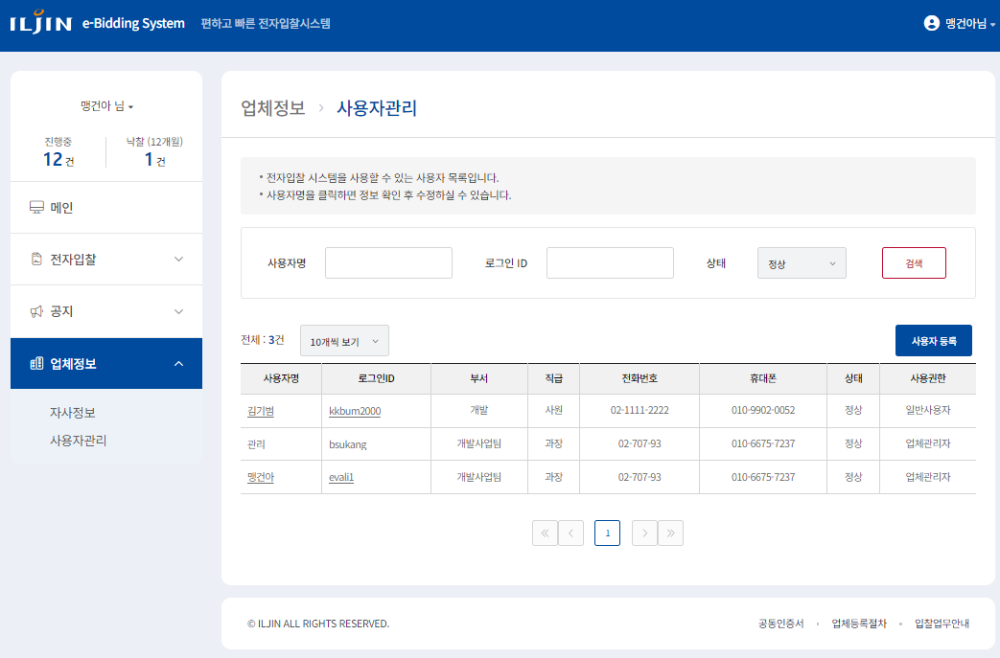 ILJIN e-Bidding System 편하고 빠른 전자입찰시스템 맹건아님
맹건아 님
진행중 낙찰 (12개월)
12 건 1 건
메인
전자입찰
공지
업체정보
자사정보
사용자관리
업체정보 > 사용자관리
• 전자입찰 시스템을 사용할 수 있는 사용자 목록입니다.
• 사용자명을 클릭하면 정보 확인 후 수정하실 수 있습니다.
사용자명 로그인 ID 상태 정상 검색
전체 : 3건 10개씩 보기 사용자 등록
사용자명 로그인ID 부서 직급 전화번호 휴대폰 상태 사용권한
김기범 kkbum2000 개발 사원 02-1111-2222 010-9902-0052 정상 일반사용자
관리 bsukang 개발사업팀 과장 02-707-93 010-6675-7237 정상 업체관리자
맹건아 evali1 개발사업팀 과장 02-707-93 010-6675-7237 정상 업체관리자
« < 1 > »
© ILJIN ALL RIGHTS RESERVED. 공동인증서 • 업체등록절차 • 입찰업무안내